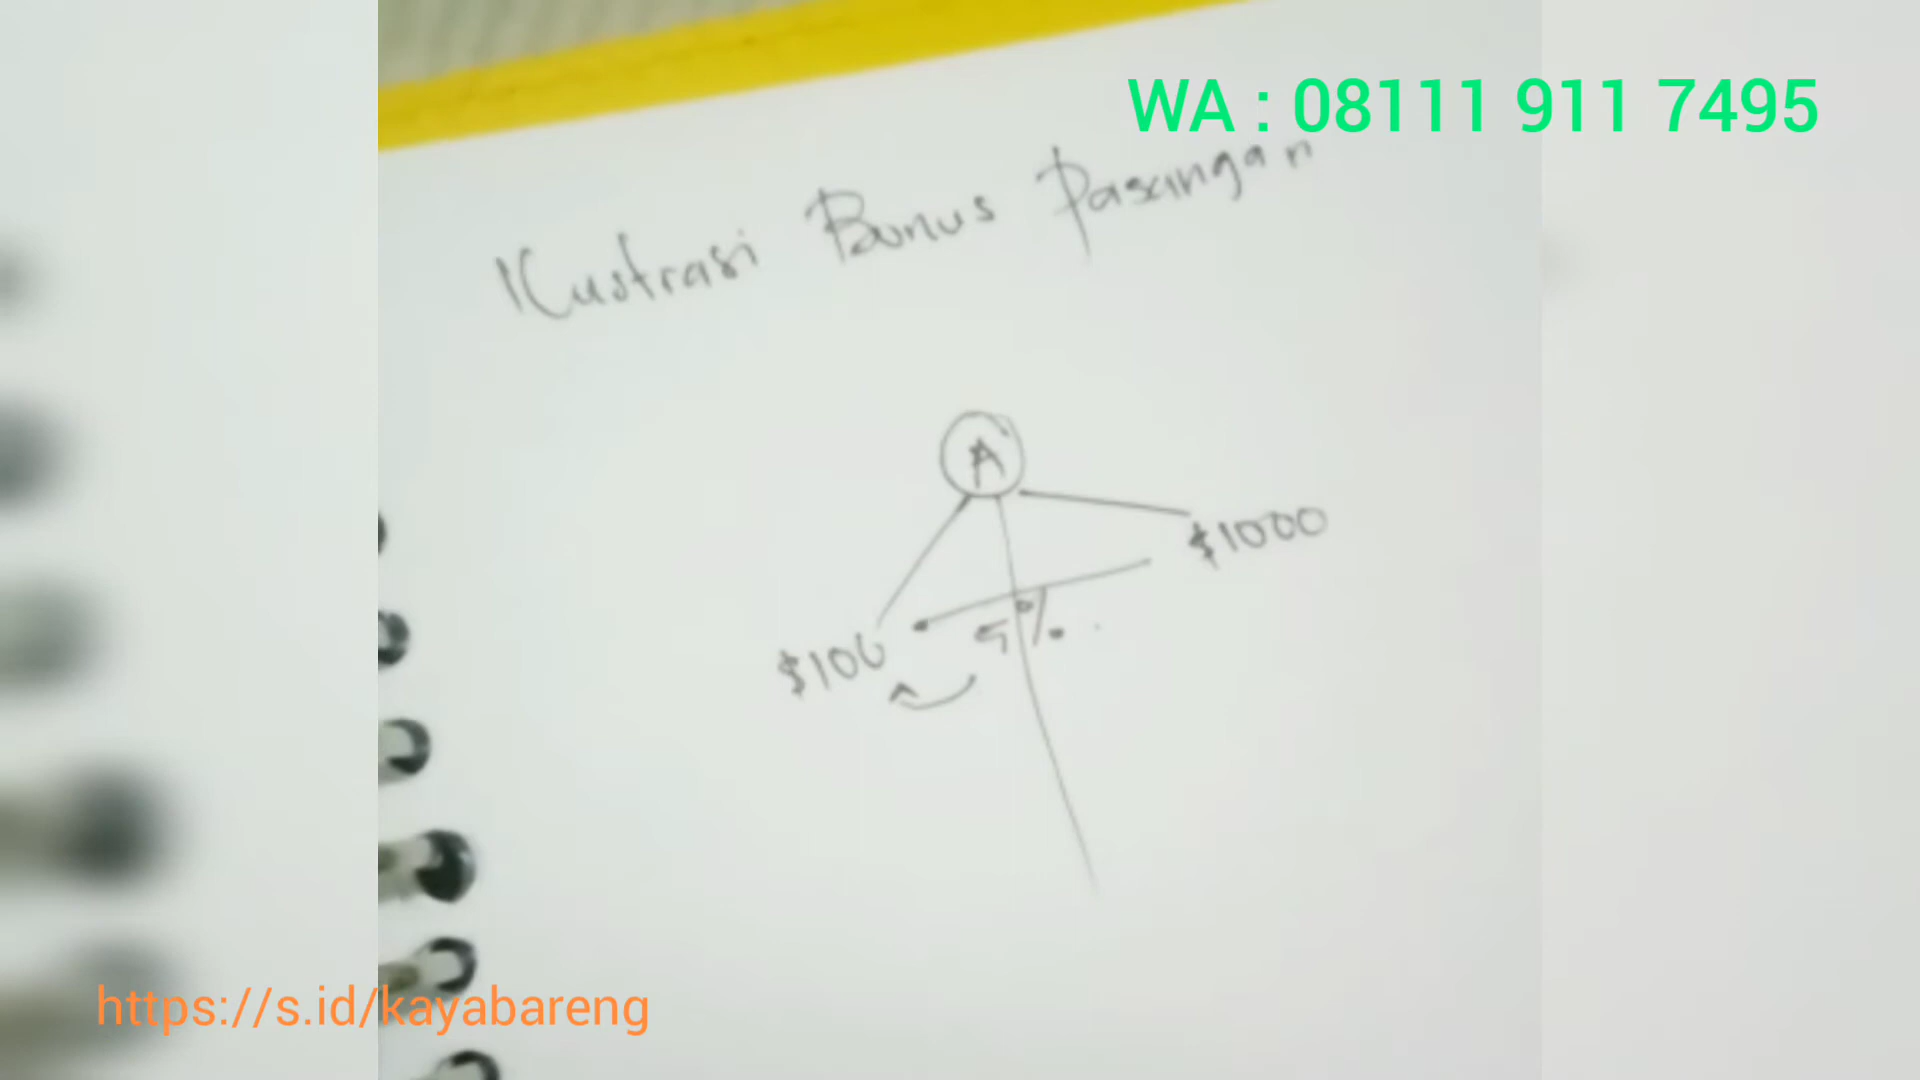 WA : 08111 911 7495
Ilustrasi Bonus Pasangan
A
$1000
5%
$100
https://s.id/kayabareng